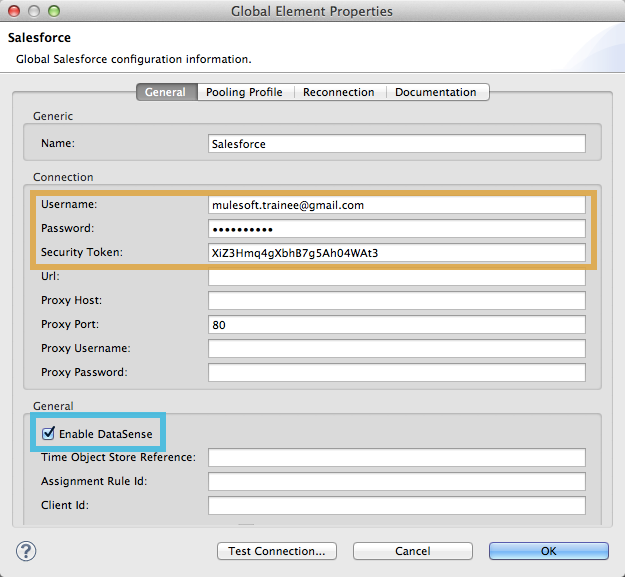 Global Element Properties
Salesforce
Global Salesforce configuration information.
General Pooling Profile Reconnection Documentation
Generic
Name: Salesforce
Connection
Username: mulesoft.trainee@gmail.com
Password: ••••••••••
Security Token: XiZ3Hmq4gXbhB7g5Ah04WAt3
Url:
Proxy Host:
Proxy Port: 80
Proxy Username:
Proxy Password:
General
Enable DataSense
Time Object Store Reference:
Assignment Rule Id:
Client Id:
? Test Connection... Cancel OK